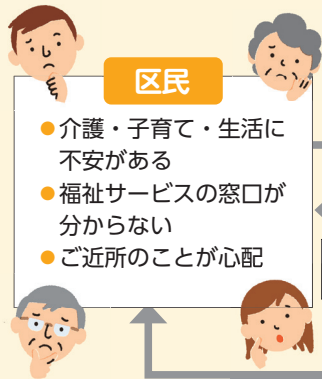 区民
●介護・子育て・生活に
不安がある
●福祉サービスの窓口が
分からない
●ご近所のことが心配